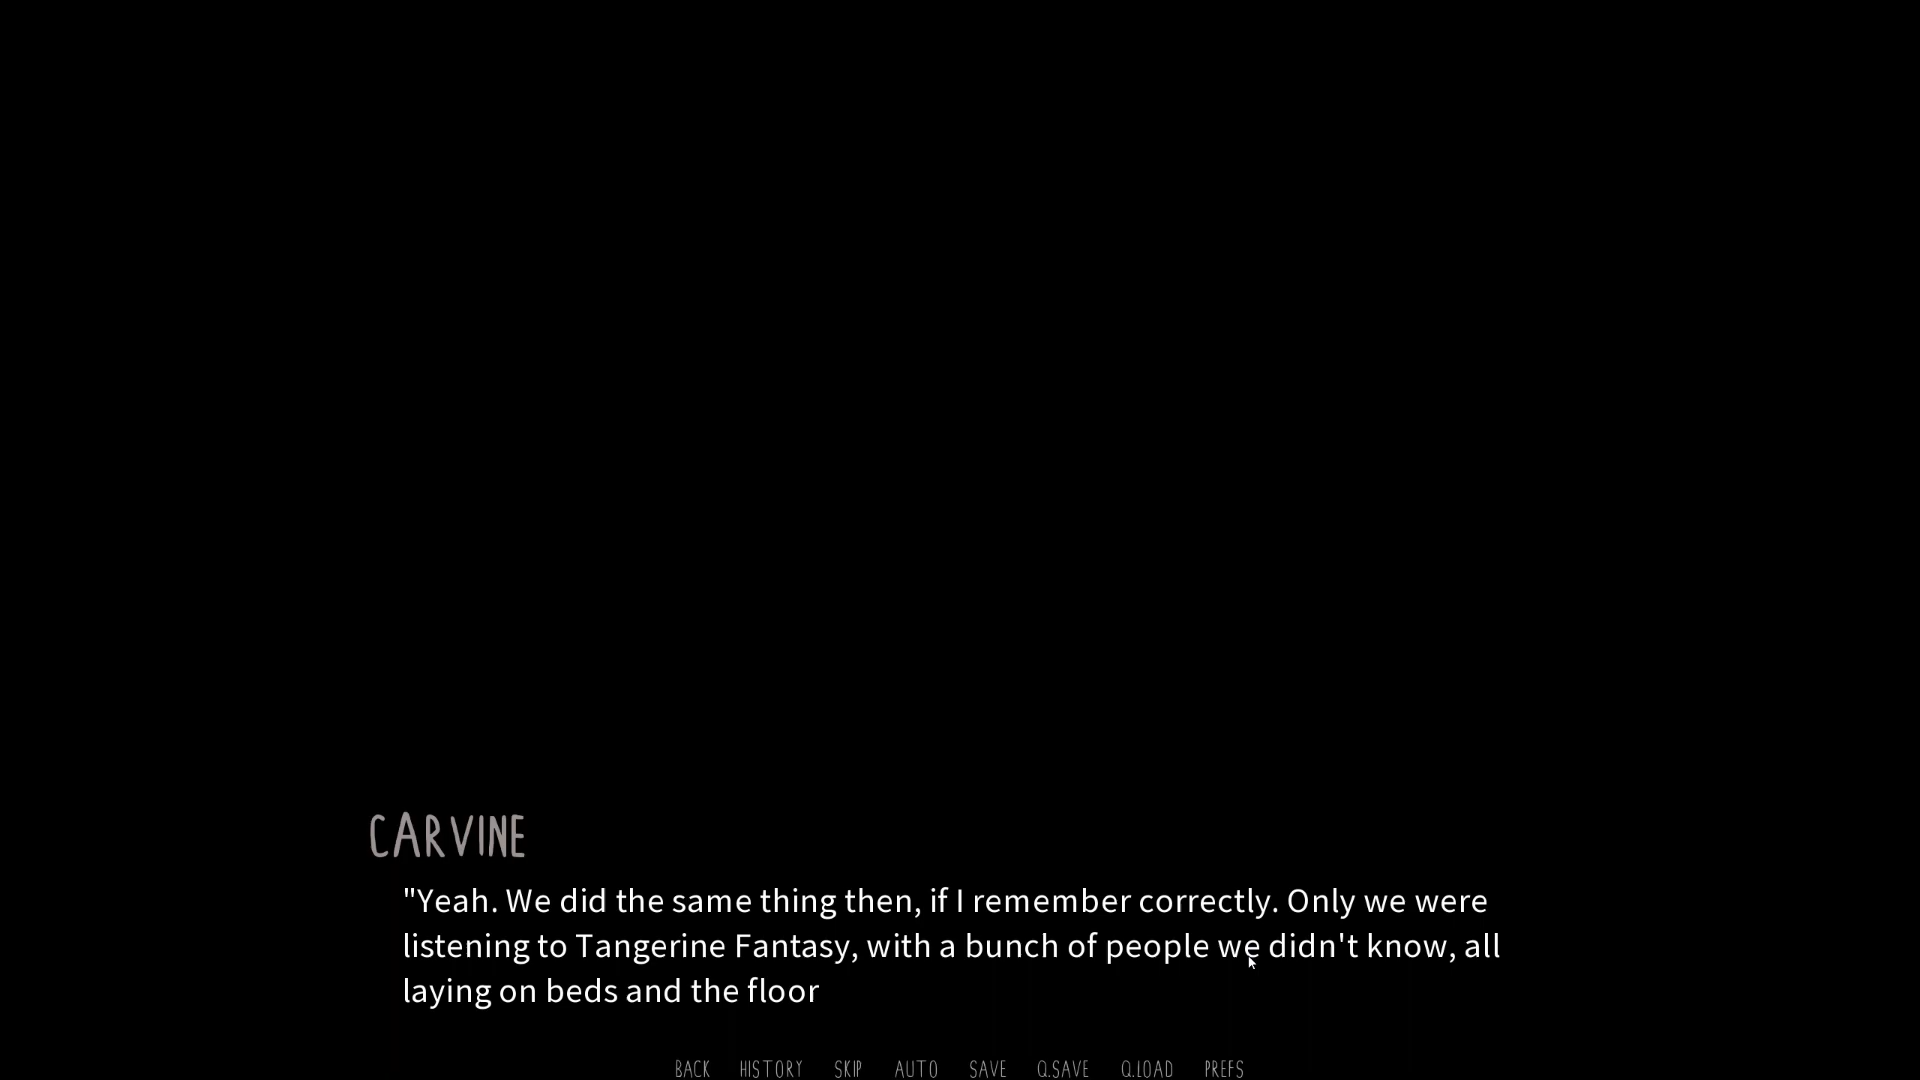 CARVINE
"Yeah. We did the same thing then, if I remember correctly. Only we were
listening to Tangerine Fantasy, with a bunch of people we didn't know, all
laying on beds and the floor
BACK HISTORY SKIP AUTO SAVE Q.SAVE Q.LOAD PREFS